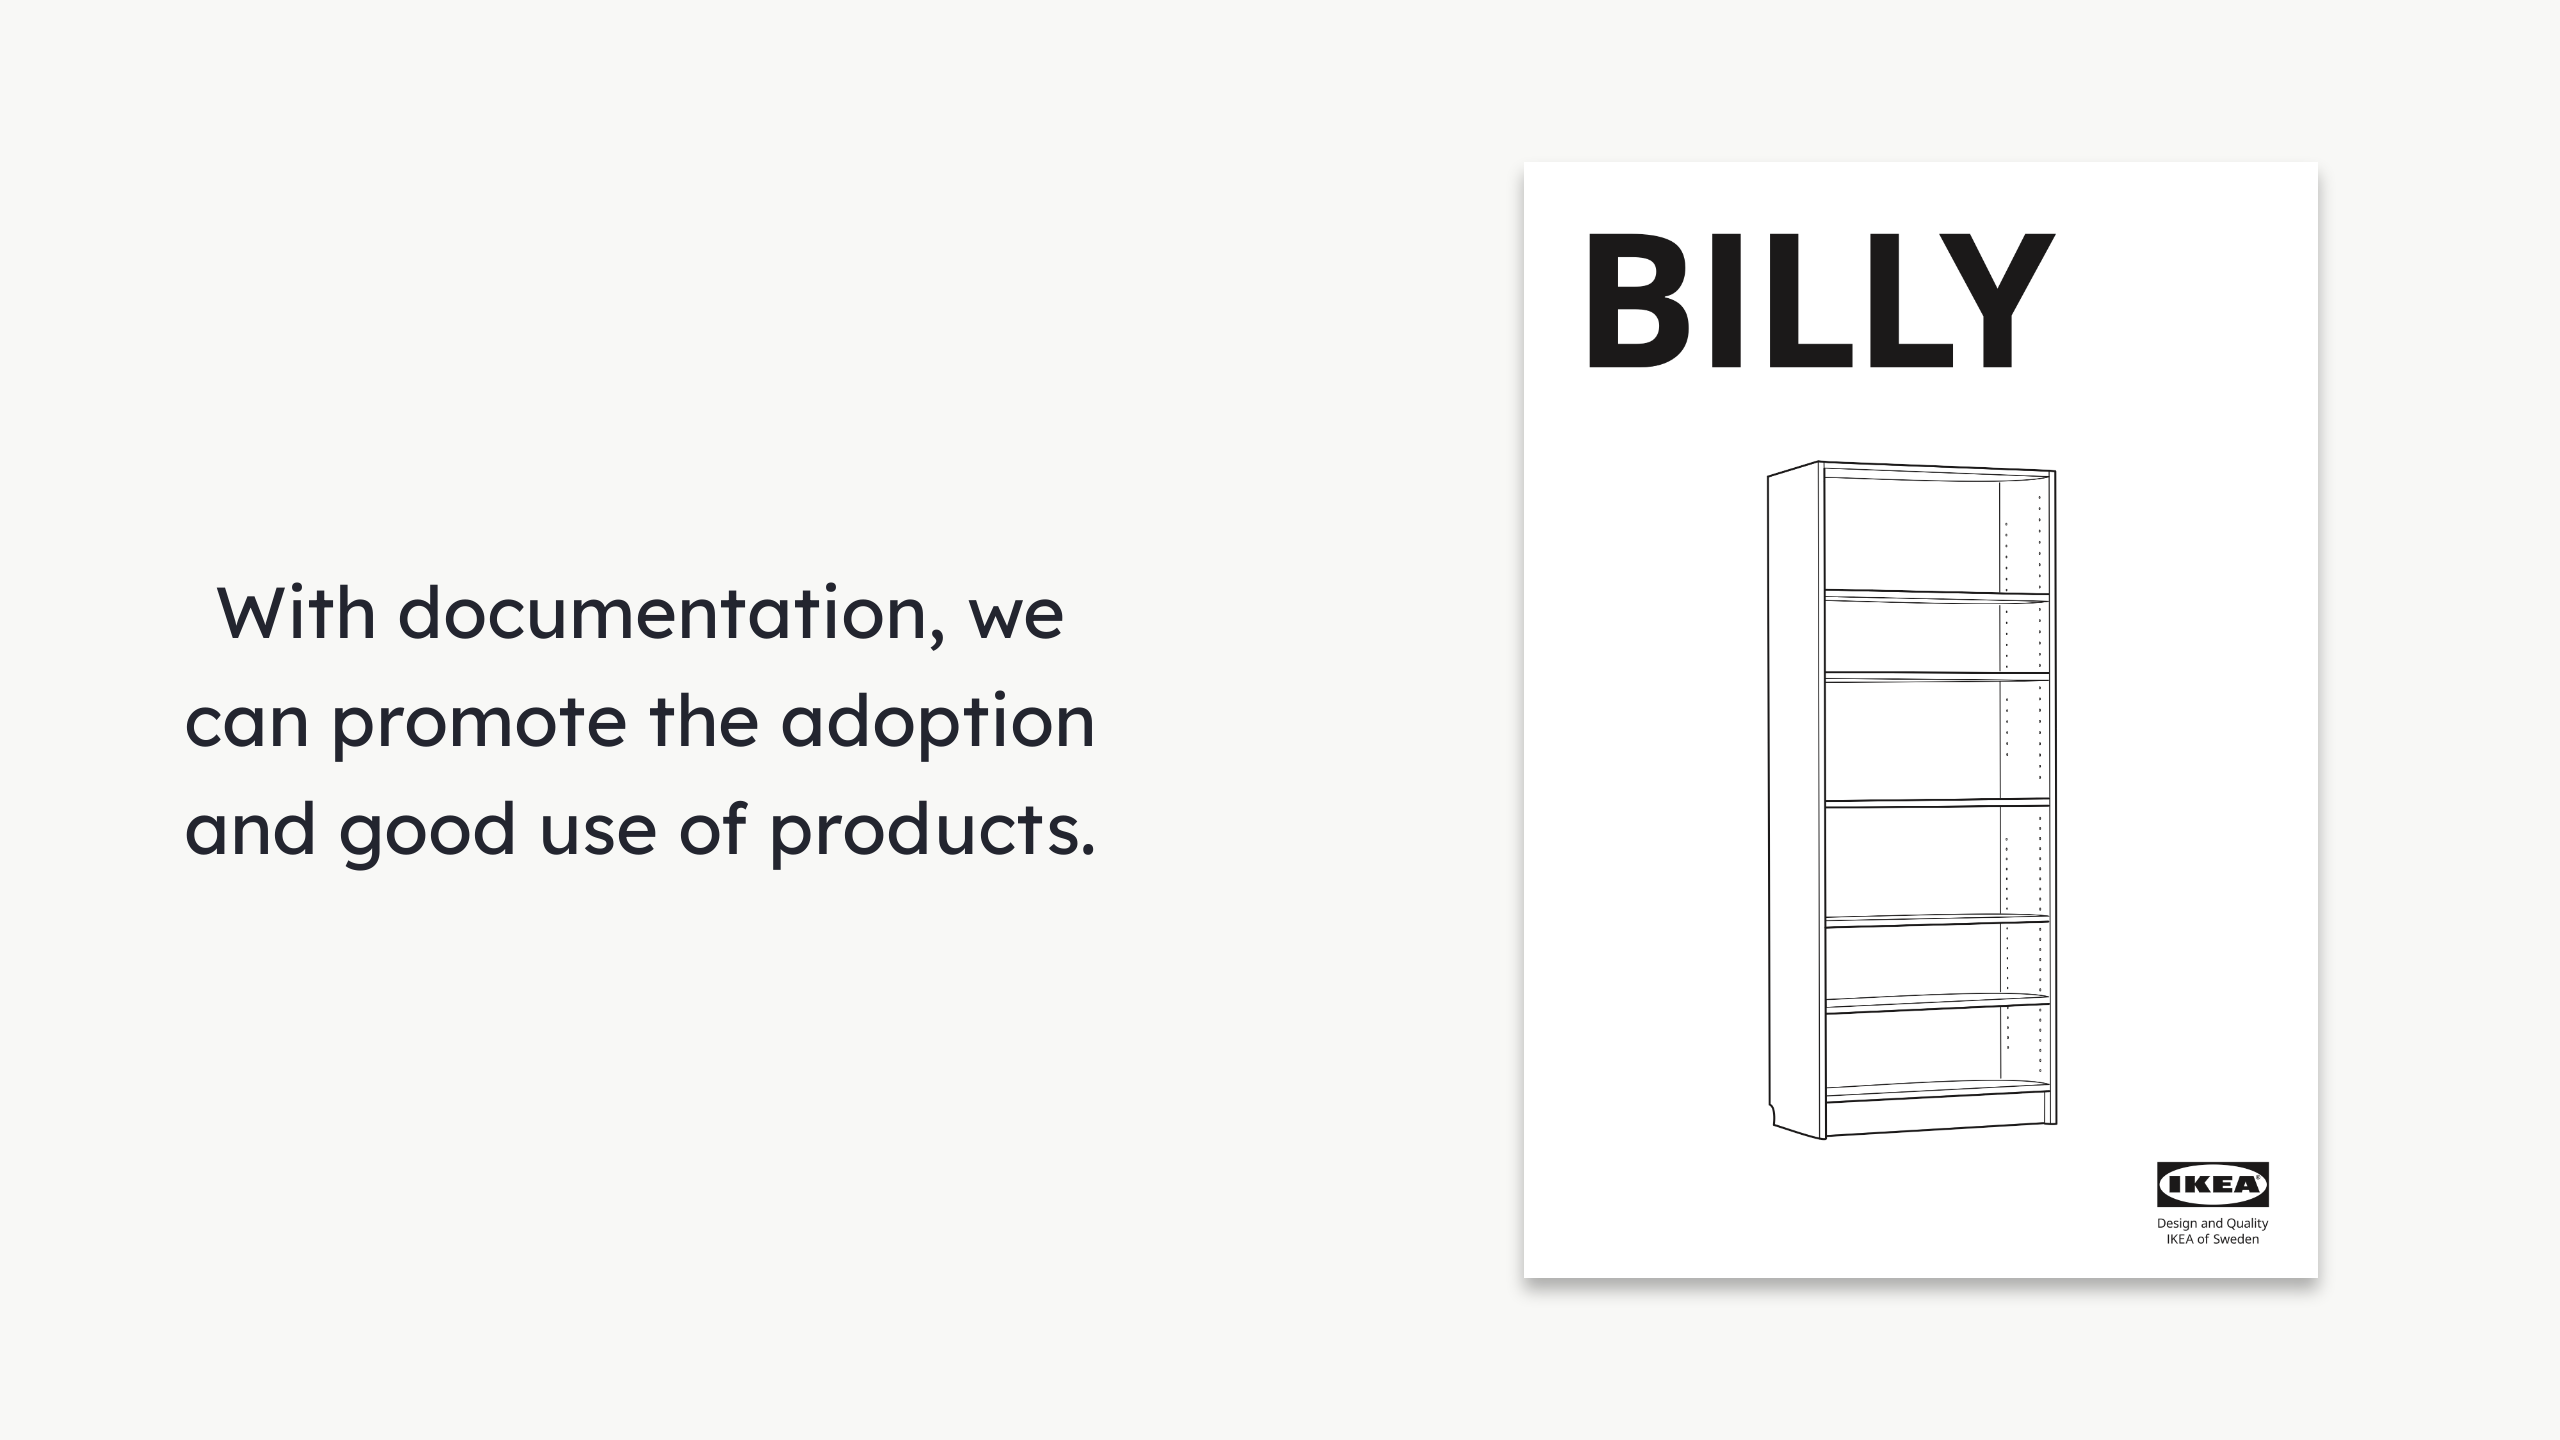 With documentation, we
can promote the adoption
and good use of products.
BILLY
IKEA
Design and Quality
IKEA of Sweden